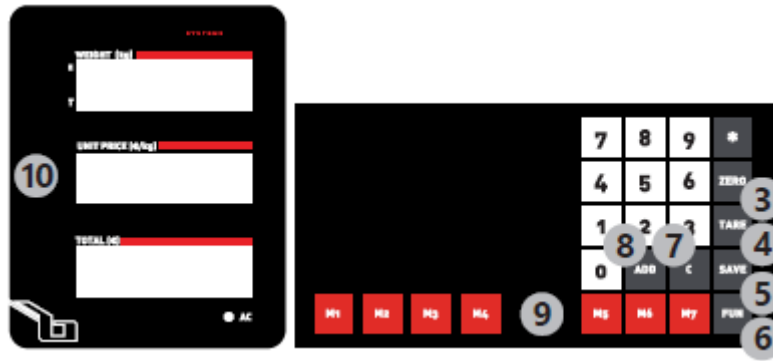 WEIGHT (kg)
T
UNIT PRICE (€/kg)
10
TOTAL (€)
AC
7 8 9 *
4 5 6 ZERO
3
1 2 3 TARE
8 7 4
0 ADD C SAVE
5
M1 M2 M3 M4 9 M5 M6 M7 FUN
6